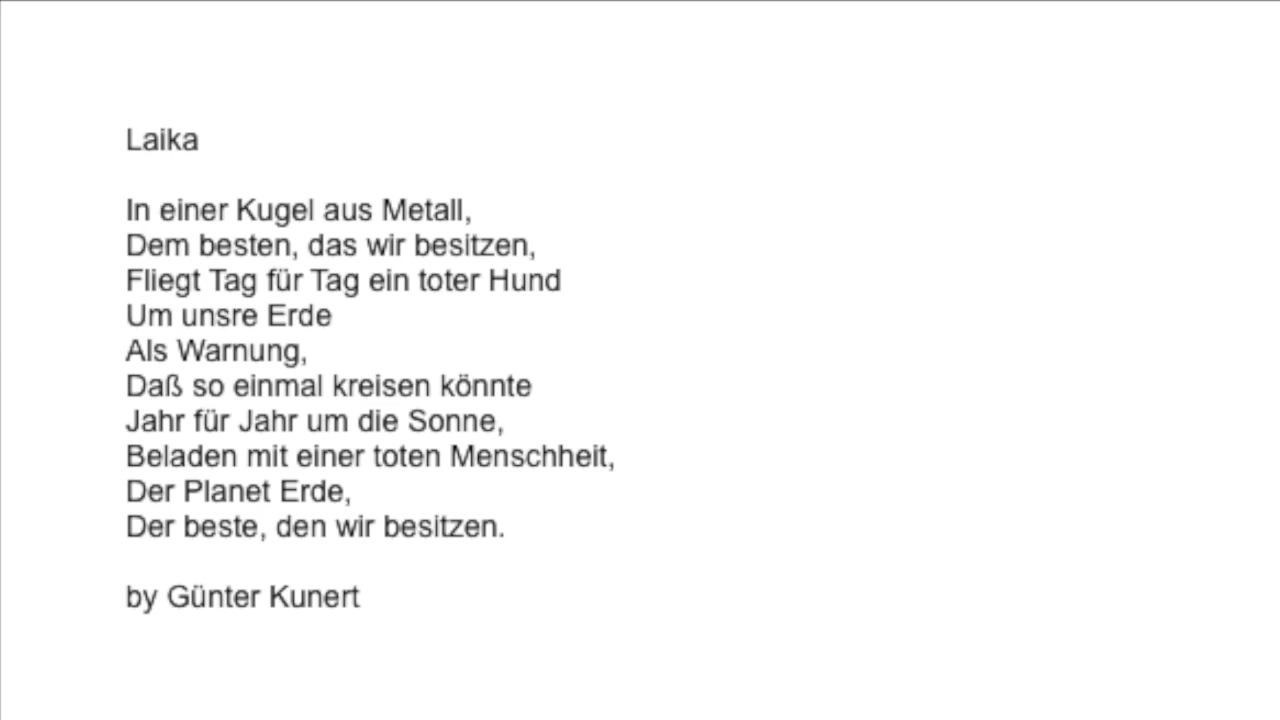 Laika
In einer Kugel aus Metall,
Dem besten, das wir besitzen,
Fliegt Tag für Tag ein toter Hund
Um unsre Erde
Als Warnung,
Daß so einmal kreisen könnte
Jahr für Jahr um die Sonne,
Beladen mit einer toten Menschheit,
Der Planet Erde,
Der beste, den wir besitzen.
by Günter Kunert